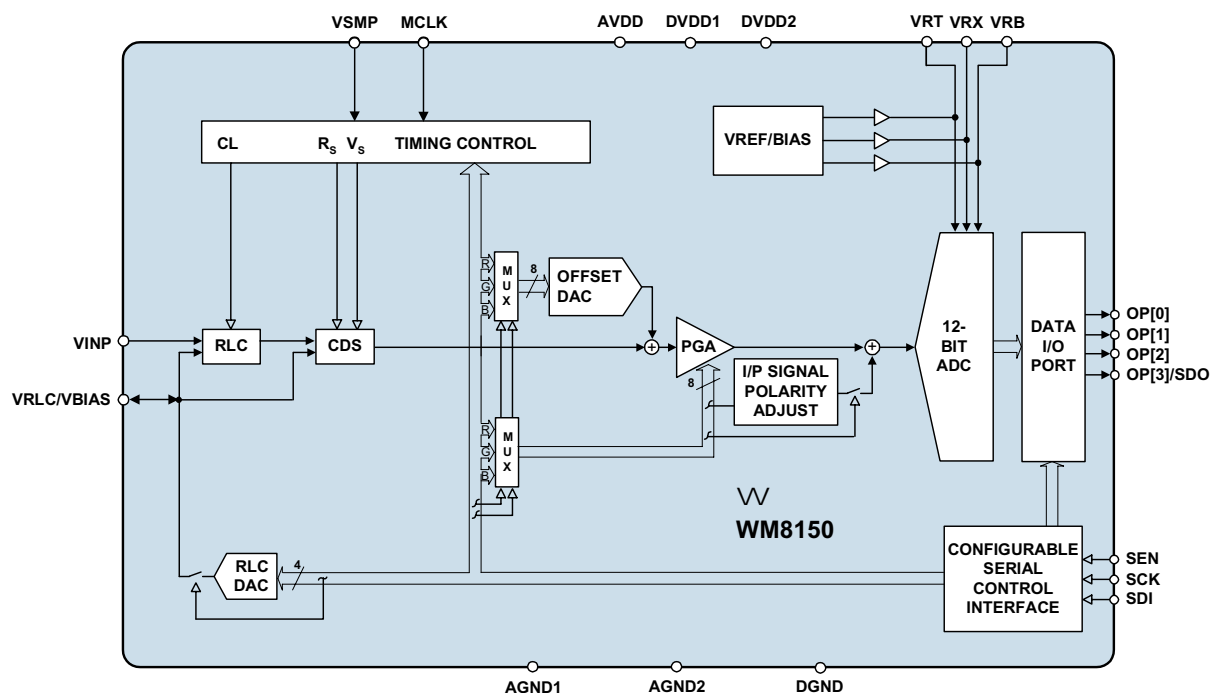 VSMP MCLK AVDD DVDD1 DVDD2 VRT VRX VRB
CL R_S V_S TIMING CONTROL
VREF/BIAS
R
G
B
MUX
8
OFFSET
DAC
VINP
RLC
CDS
+
PGA
8
+
I/P SIGNAL
POLARITY
ADJUST
12-
BIT
ADC
DATA
I/O
PORT
OP[0]
OP[1]
OP[2]
OP[3]/SDO
VRLC/VBIAS
R
G
B
MUX
WM8150
RLC
DAC
4
CONFIGURABLE
SERIAL
CONTROL
INTERFACE
SEN
SCK
SDI
AGND1 AGND2 DGND